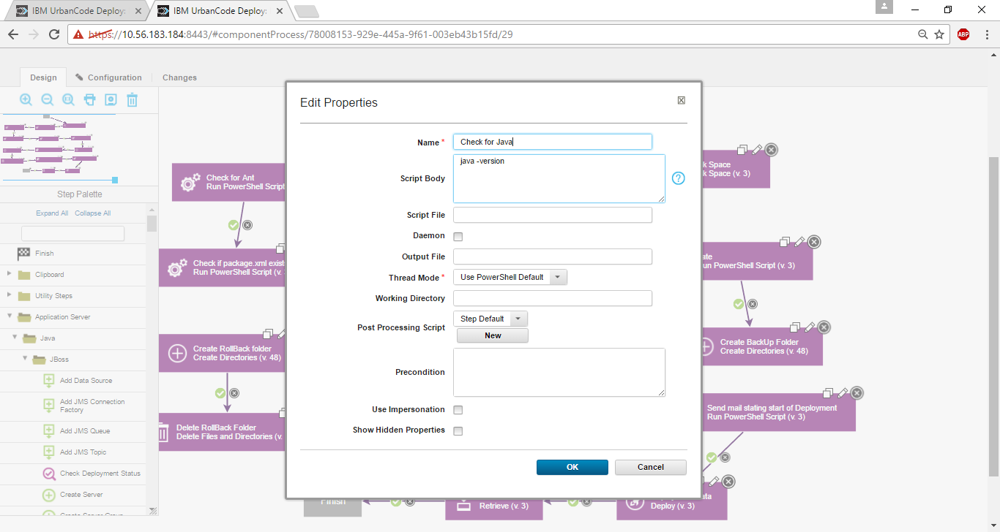 IBM UrbanCode Deploy:
IBM UrbanCode Deploy:
https://10.56.183.184:8443/#componentProcess/78008153-929e-445a-9f61-003eb43b15fd/29
ABP
Design
Configuration
Changes
Step Palette
Expand All Collapse All
Finish
Clipboard
Utility Steps
Application Server
Java
JBoss
Add Data Source
Add JMS Connection
Factory
Add JMS Queue
Add JMS Topic
Check Deployment Status
Create Server
Create Server Group
Check for Ant
Run PowerShell Script
Check if package.xml exist
Run PowerShell Script (v.
Create RollBack folder
Create Directories (v. 48)
Delete RollBack Folder
Delete Files and Directories (v.
Edit Properties
Name *
Check for Java
Script Body
java -version
?
Script File
Daemon
Output File
Thread Mode *
Use PowerShell Default
Working Directory
Post Processing Script
Step Default
New
Precondition
Use Impersonation
Show Hidden Properties
OK
Cancel
k Space
k Space (v. 3)
ate
un PowerShell Script (v. 3)
Create BackUp Folder
Create Directories (v. 48)
Send mail stating start of Deployment
Run PowerShell Script (v. 3)
ata
Deploy (v. 3)
Retrieve (v. 3)
Finish